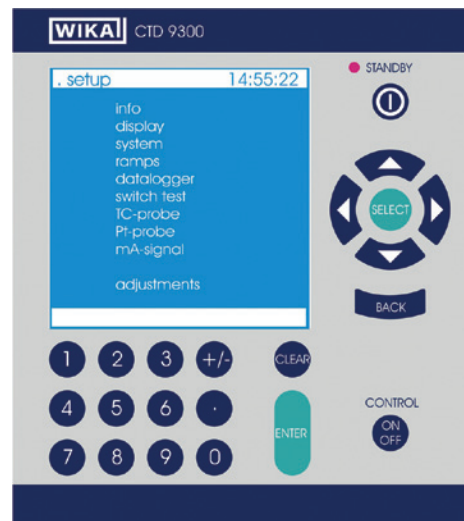 WIKA CTD 9300
. setup 14:55:22
info
display
system
ramps
datalogger
switch test
TC-probe
Pt-probe
mA-signal
adjustments
STANDBY
SELECT
BACK
1 2 3 +/- CLEAR
4 5 6 .
ENTER
7 8 9 0
CONTROL
ON
OFF